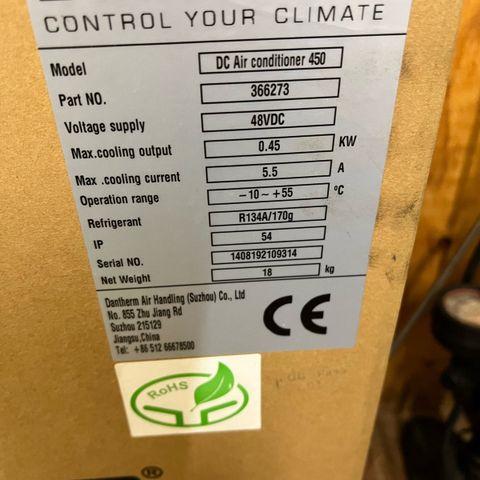 CONTROL YOUR CLIMATE
Model DC Air conditioner 450
Part NO. 366273
Voltage supply 48VDC
Max.cooling output 0.45 KW
Max .cooling current 5.5 A
Operation range −10 ~ +55 °C
Refrigerant R134A/170g
IP 54
Serial NO. 1408192109314
Net Weight 18 kg
Dantherm Air Handling (Suzhou) Co., Ltd
No. 855 Zhu Jiang Rd
Suzhou 215129
Jiangsu,China
Tel: +86 512 66678500
CE
RoHS
®